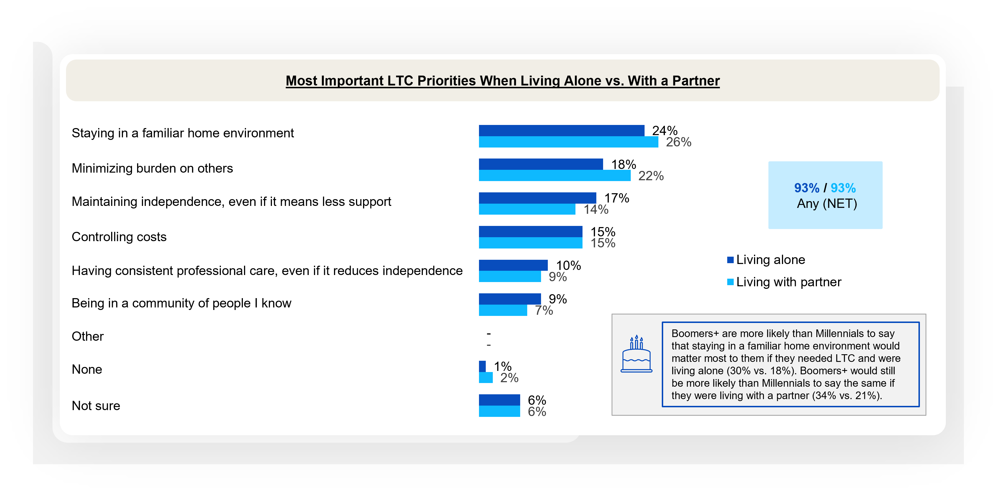 Most Important LTC Priorities When Living Alone vs. With a Partner
Staying in a familiar home environment
24%
26%
Minimizing burden on others
18%
22%
Maintaining independence, even if it means less support
17%
14%
Controlling costs
15%
15%
Having consistent professional care, even if it reduces independence
10%
9%
Being in a community of people I know
9%
7%
Other
-
-
None
1%
2%
Not sure
6%
6%
93% / 93%
Any (NET)
Living alone
Living with partner
Boomers+ are more likely than Millennials to say
that staying in a familiar home environment would
matter most to them if they needed LTC and were
living alone (30% vs. 18%). Boomers+ would still
be more likely than Millennials to say the same if
they were living with a partner (34% vs. 21%).